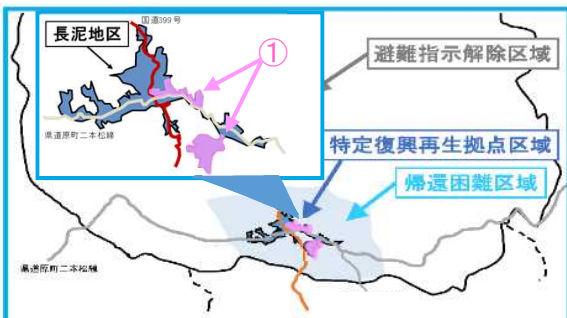 国道399号
長泥地区
①
避難指示解除区域
県道原町二本松線
特定復興再生拠点区域
帰還困難区域
県道原町二本松線